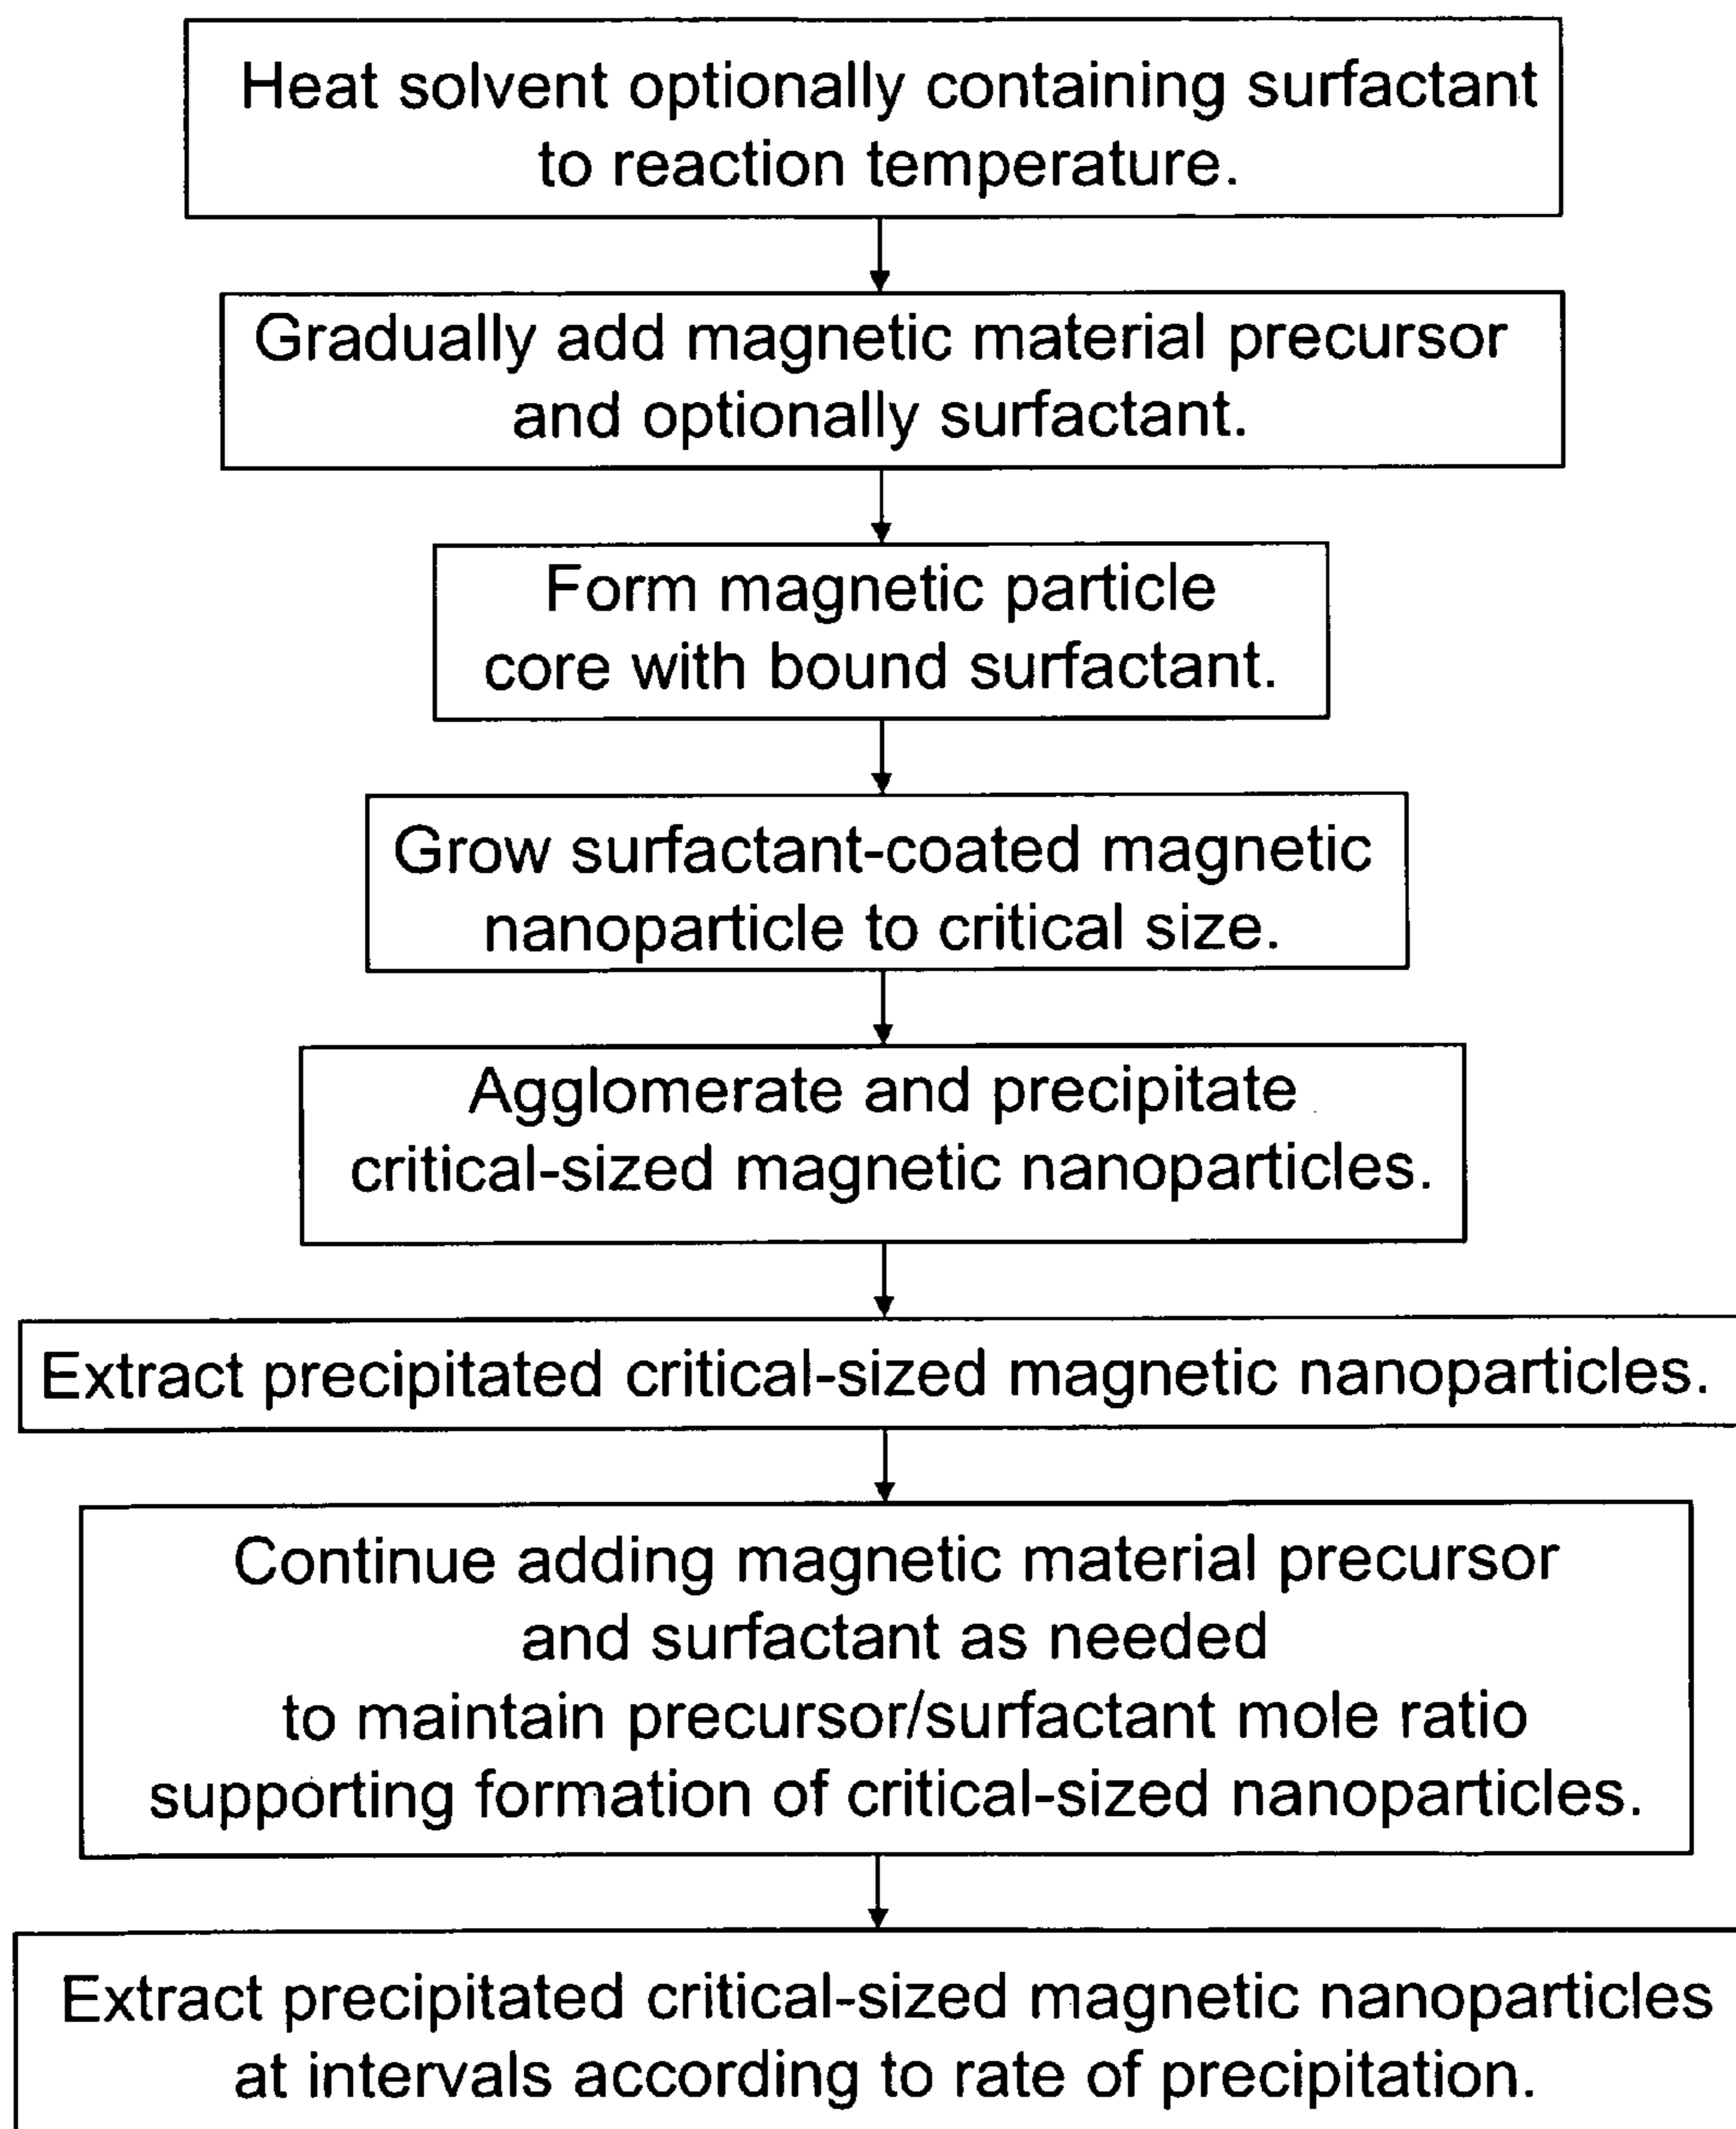 Heat solvent optionally containing surfactant
to reaction temperature.
Gradually add magnetic material precursor
and optionally surfactant.
Form magnetic particle
core with bound surfactant.
Grow surfactant-coated magnetic
nanoparticle to critical size.
Agglomerate and precipitate
critical-sized magnetic nanoparticles.
Extract precipitated critical-sized magnetic nanoparticles.
Continue adding magnetic material precursor
and surfactant as needed
to maintain precursor/surfactant mole ratio
supporting formation of critical-sized nanoparticles.
Extract precipitated critical-sized magnetic nanoparticles
at intervals according to rate of precipitation.